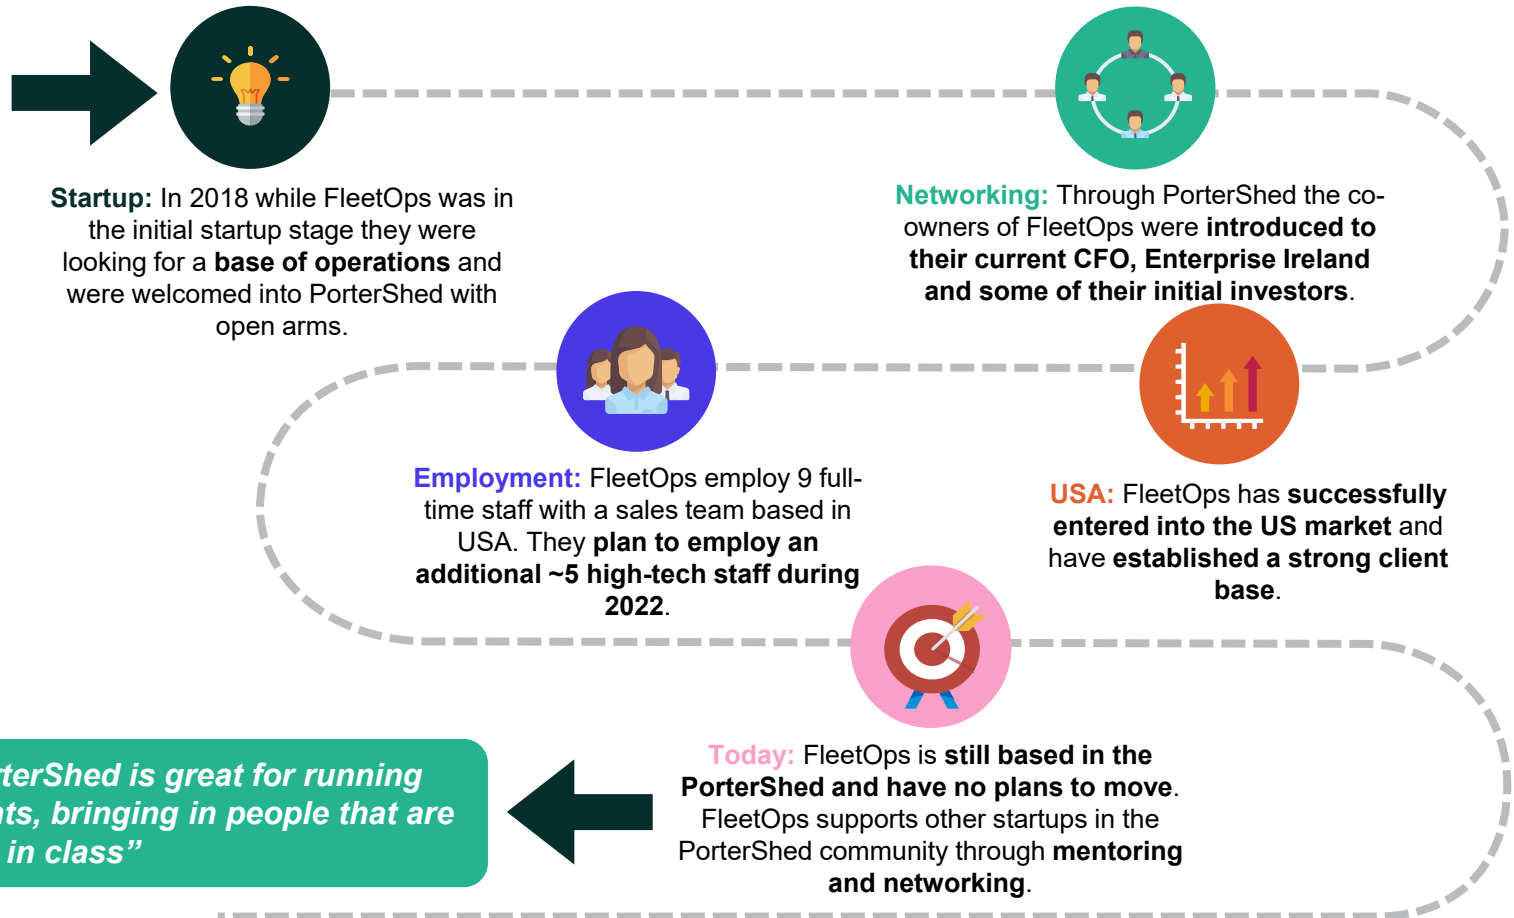 Startup: In 2018 while FleetOps was in
the initial startup stage they were
looking for a base of operations and
were welcomed into PorterShed with
open arms.
Networking: Through PorterShed the co-
owners of FleetOps were introduced to
their current CFO, Enterprise Ireland
and some of their initial investors.
USA: FleetOps has successfully
entered into the US market and
have established a strong client
base.
Employment: FleetOps employ 9 full-
time staff with a sales team based in
USA. They plan to employ an
additional ~5 high-tech staff during
2022.
Today: FleetOps is still based in the
PorterShed and have no plans to move.
FleetOps supports other startups in the
PorterShed community through mentoring
and networking.
rterShed is great for running
nts, bringing in people that are
in class”